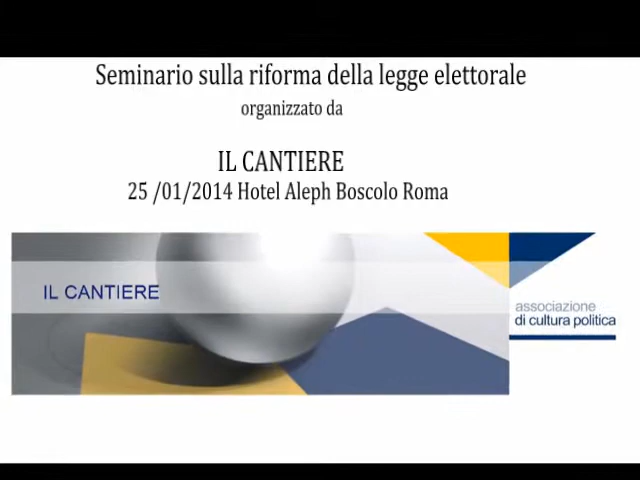 Seminario sulla riforma della legge elettorale
organizzato da
IL CANTIERE
25 /01/2014 Hotel Aleph Boscolo Roma
IL CANTIERE
associazione
di cultura politica